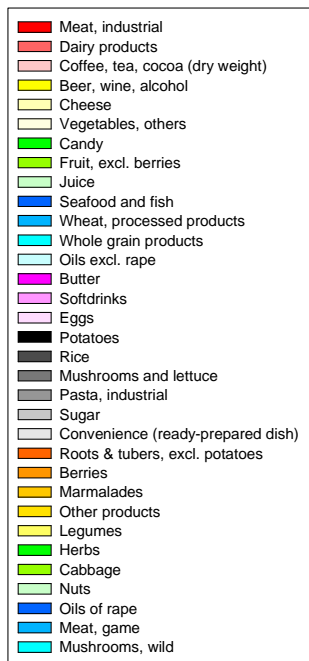 Meat, industrial
Dairy products
Coffee, tea, cocoa (dry weight)
Beer, wine, alcohol
Cheese
Vegetables, others
Candy
Fruit, excl. berries
Juice
Seafood and fish
Wheat, processed products
Whole grain products
Oils excl. rape
Butter
Softdrinks
Eggs
Potatoes
Rice
Mushrooms and lettuce
Pasta, industrial
Sugar
Convenience (ready-prepared dish)
Roots & tubers, excl. potatoes
Berries
Marmalades
Other products
Legumes
Herbs
Cabbage
Nuts
Oils of rape
Meat, game
Mushrooms, wild